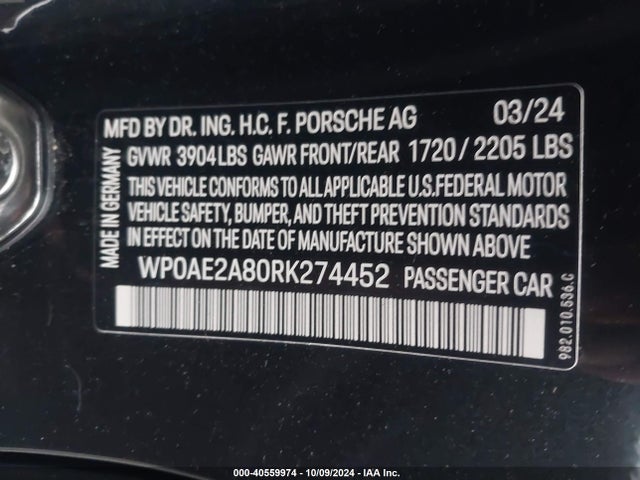 MFD BY DR. ING. H.C. F. PORSCHE AG 03/24
GVWR 3904 LBS GAWR FRONT/REAR 1720 / 2205 LBS
THIS VEHICLE CONFORMS TO ALL APPLICABLE U.S.FEDERAL MOTOR
VEHICLE SAFETY, BUMPER, AND THEFT PREVENTION STANDARDS
IN EFFECT ON THE DATE OF MANUFACTURE SHOWN ABOVE.
WP0AE2A80RK274452 PASSENGER CAR
MADE IN GERMANY
982.010.536.C
000-40559974 | 10/09/2024 | IAA Inc.